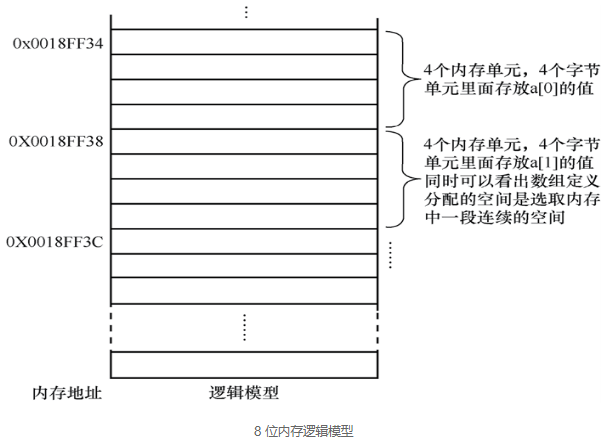 0x0018FF34
4个内存单元，4个字节
单元里面存放a[0]的值
0X0018FF38
4个内存单元，4个字节
单元里面存放a[1]的值
同时可以看出数组定义
分配的空间是选取内存
中一段连续的空间
0X0018FF3C
内存地址
逻辑模型
8 位内存逻辑模型